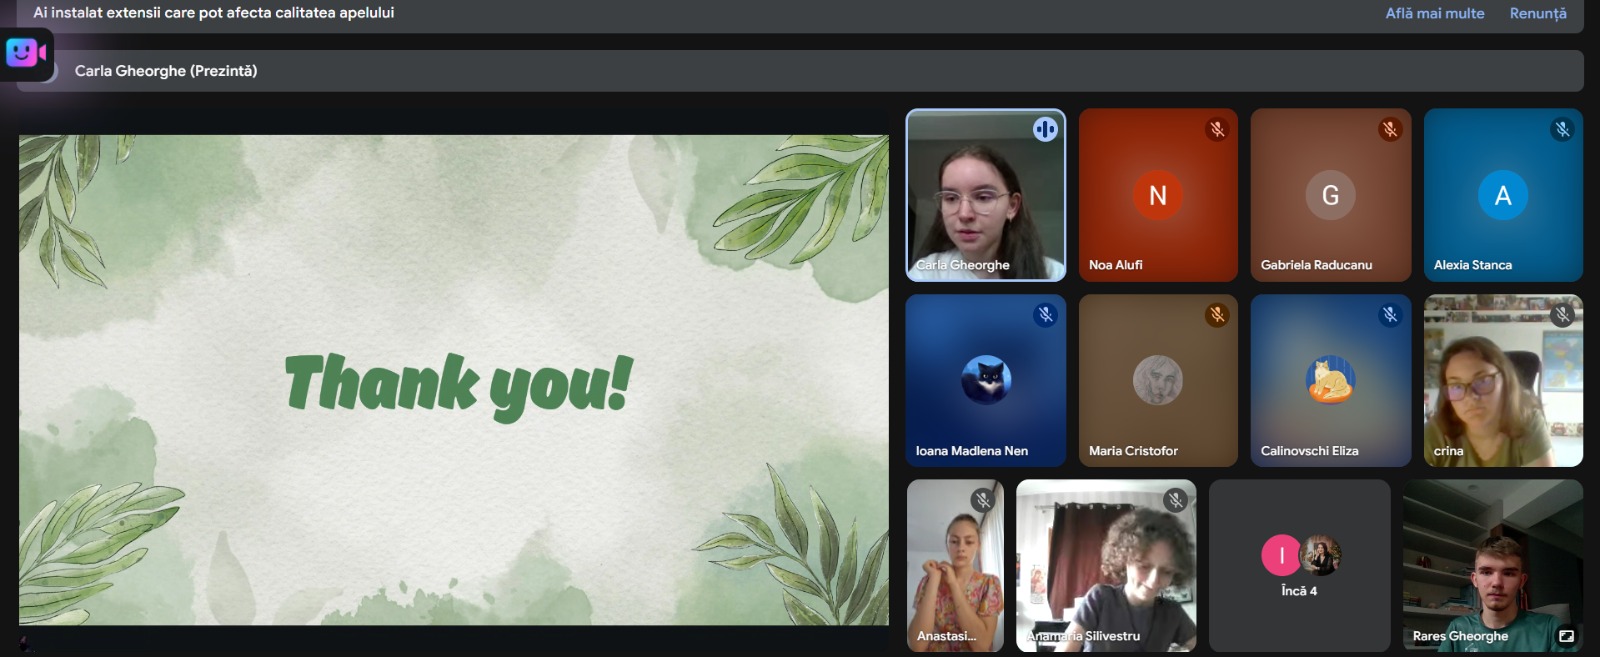 Ai instalat extensii care pot afecta calitatea apelului
Află mai multe
Renunță
Carla Gheorghe (Prezintă)
Thank you!
Carla Gheorghe
N
Noa Alufi
G
Gabriela Raducanu
A
Alexia Stanca
Ioana Madlena Nen
Maria Cristofor
Calinovschi Eliza
crina
Anastasi...
Anamaria Silivestru
I
Încă 4
Rares Gheorghe